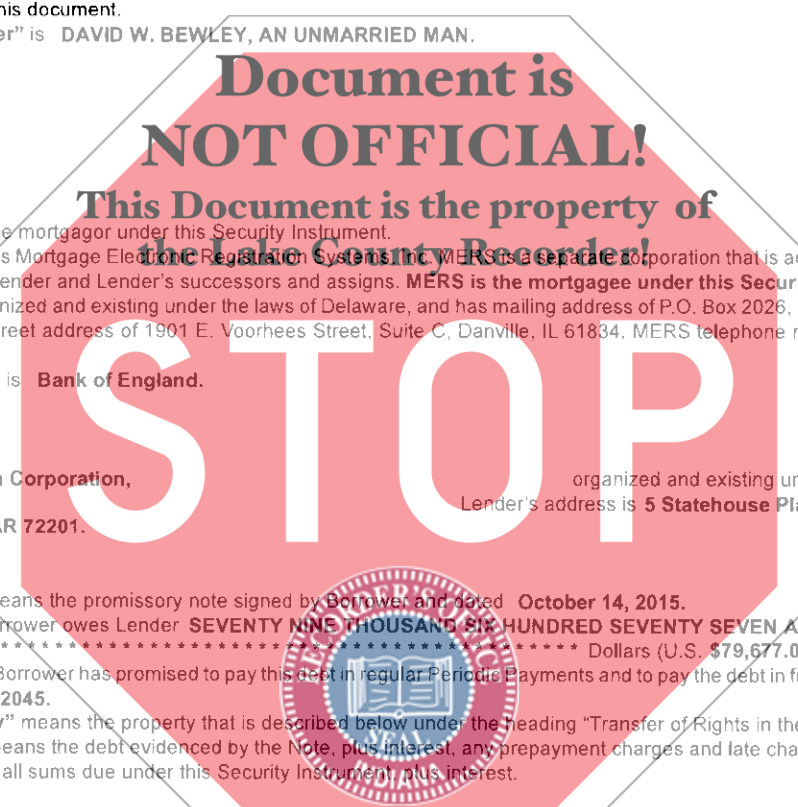 his document.
er” is DAVID W. BEWLEY, AN UNMARRIED MAN.
Document is
NOT OFFICIAL!
This Document is the property of
the Lake County Recorder!
e mortgagor under this Security Instrument.
s Mortgage Electronic Registration Systems, Inc. MERS is a separate corporation that is a
ender and Lender’s successors and assigns. MERS is the mortgagee under this Secur
nized and existing under the laws of Delaware, and has mailing address of P.O. Box 2026,
reet address of 1901 E. Voorhees Street, Suite C, Danville, IL 61834. MERS telephone
is Bank of England.
STOP
Corporation,
organized and existing un
Lender’s address is 5 Statehouse Pla
AR 72201.
eans the promissory note signed by Borrower and dated October 14, 2015.
rrower owes Lender SEVENTY NINE THOUSAND SIX HUNDRED SEVENTY SEVEN A
* * * * * * * * * * * * * * * * * * * * * * * * * * * * * * * * * * * * * * * * Dollars (U.S. $79,677.0
Borrower has promised to pay this debt in regular Periodic Payments and to pay the debt in f
2045.
y” means the property that is described below under the heading “Transfer of Rights in the
eans the debt evidenced by the Note, plus interest, any prepayment charges and late cha
all sums due under this Security Instrument, plus interest.
RECORDER'S OFFICE
SEAL
INDIANA